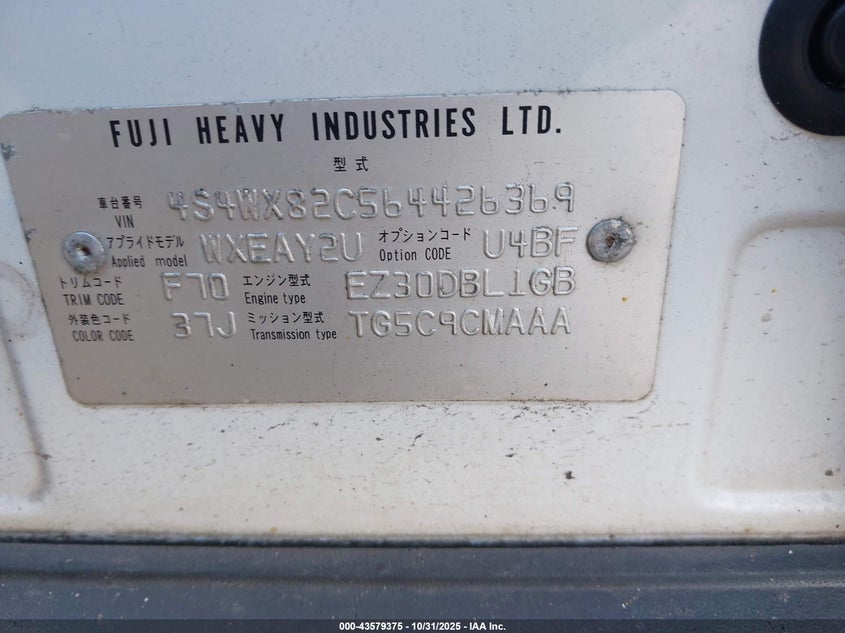 FUJI HEAVY INDUSTRIES LTD.
型式
車台番号 VIN 4S4WX82C564426369
アプライドモデル Applied model WXEAY2U オプションコード Option CODE U4BF
トリムコード TRIM CODE F70 エンジン型式 Engine type EZ30DBL1GB
外装色コード COLOR CODE 37J ミッション型式 Transmission type TG5C9CMAAA
000-43579375 - 10/31/2025 - IAA Inc.